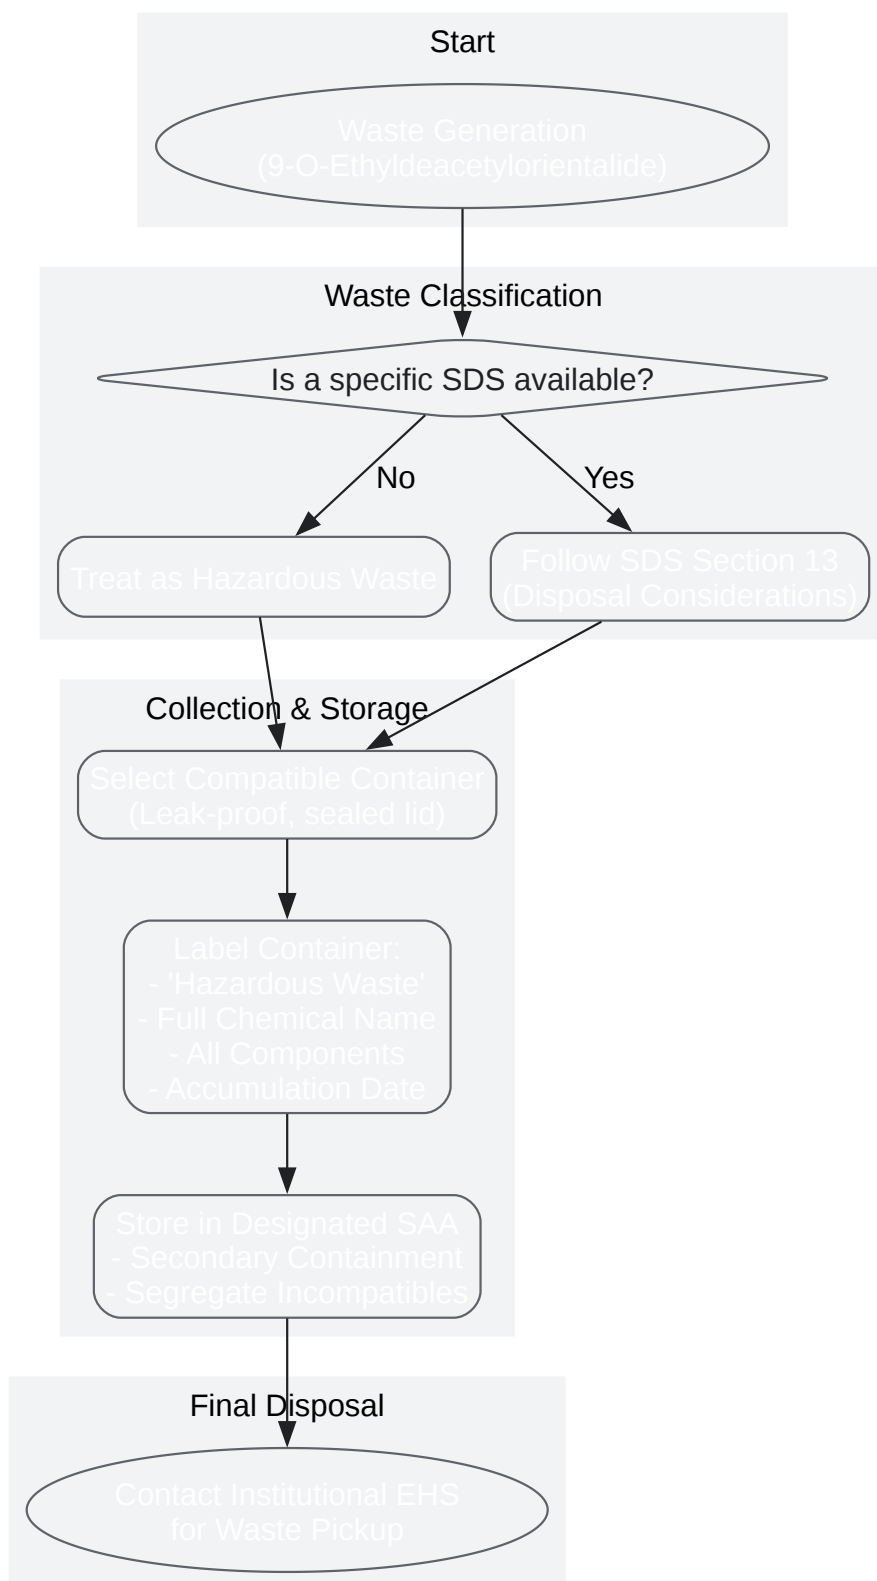 Start
Waste Generation
(9-O-Ethyldeacetylorientalide)
Waste Classification
Is a specific SDS available?
No
Yes
Treat as Hazardous Waste
Follow SDS Section 13
(Disposal Considerations)
Collection & Storage
Select Compatible Container
(Leak-proof, sealed lid)
Label Container:
- 'Hazardous Waste'
- Full Chemical Name
- All Components
- Accumulation Date
Store in Designated SAA
- Secondary Containment
- Segregate Incompatibles
Final Disposal
Contact Institutional EHS
for Waste Pickup